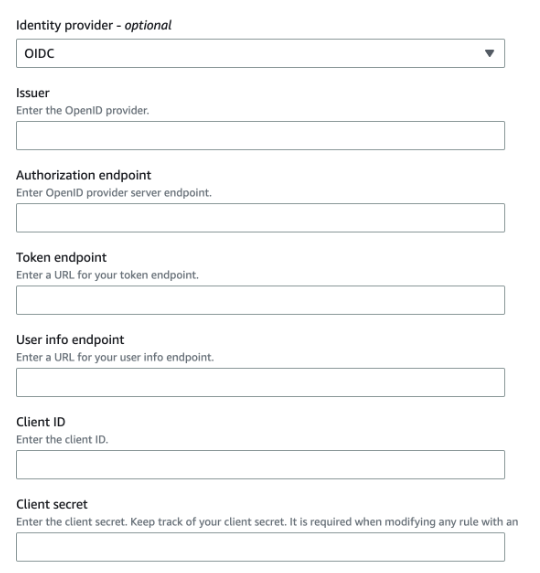 Identity provider - optional
OIDC
Issuer
Enter the OpenID provider.
Authorization endpoint
Enter OpenID provider server endpoint.
Token endpoint
Enter a URL for your token endpoint.
User info endpoint
Enter a URL for your user info endpoint.
Client ID
Enter the client ID.
Client secret
Enter the client secret. Keep track of your client secret. It is required when modifying any rule with an